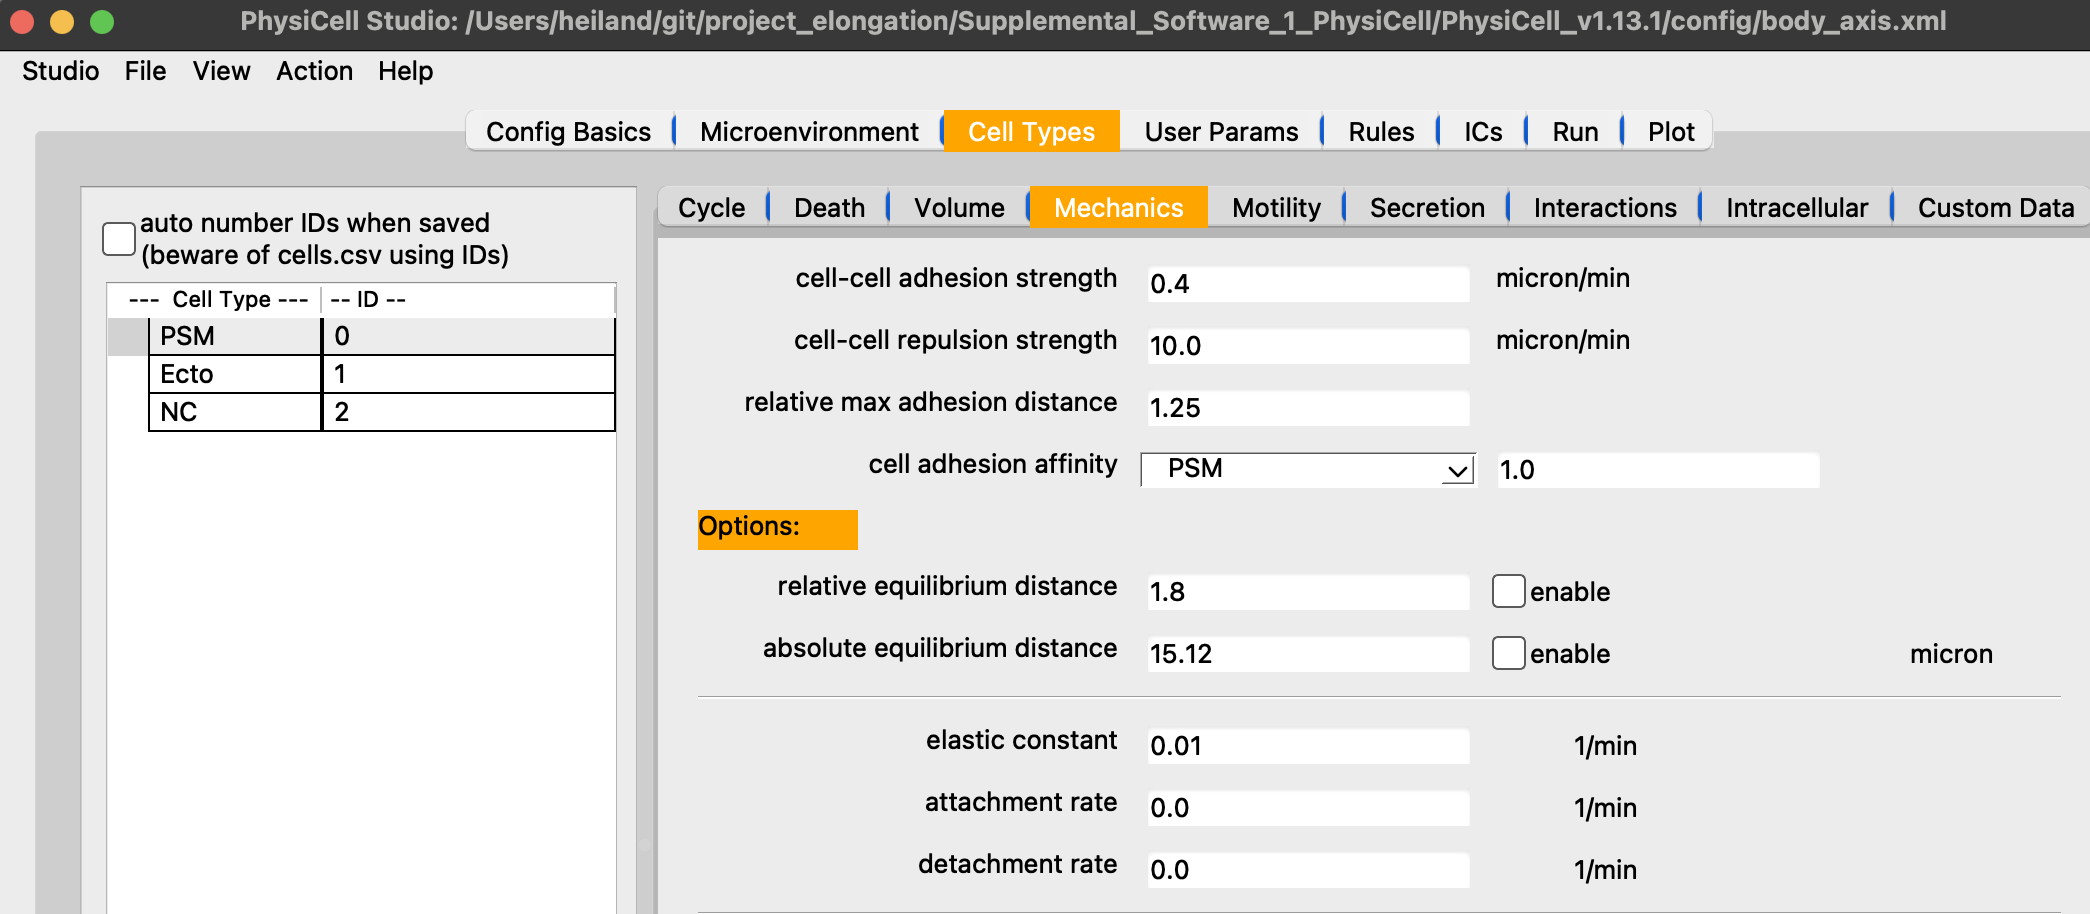 PhysiCell Studio: /Users/heiland/git/project_elongation/Supplemental_Software_1_PhysiCell/PhysiCell_v1.13.1/config/body_axis.xml
Studio File View Action Help
Config Basics Microenvironment Cell Types User Params Rules ICs Run Plot
auto number IDs when saved
(beware of cells.csv using IDs)
--- Cell Type --- -- ID --
PSM 0
Ecto 1
NC 2
Cycle Death Volume Mechanics Motility Secretion Interactions Intracellular Custom Data
cell-cell adhesion strength 0.4 micron/min
cell-cell repulsion strength 10.0 micron/min
relative max adhesion distance 1.25
cell adhesion affinity PSM 1.0
Options:
relative equilibrium distance 1.8 enable
absolute equilibrium distance 15.12 enable micron
elastic constant 0.01 1/min
attachment rate 0.0 1/min
detachment rate 0.0 1/min